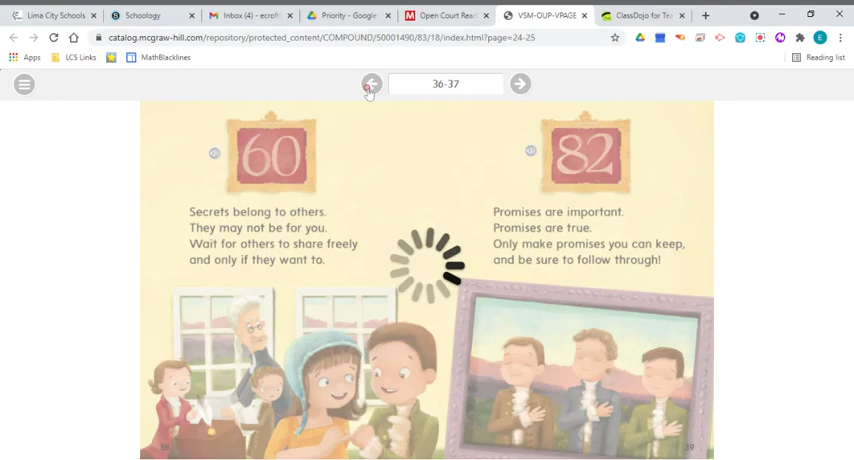 Lima City Schools
Schoology
Inbox (4) - ecroft
Priority - Google
Open Court Read
VSM-OUP-VPAGE
ClassDojo for Te
catalog.mcgraw-hill.com/repository/protected_content/COMPOUND/50001490/83/18/index.html?page=24-25
E
Apps
LCS Links
MathBlacklines
Reading list
36-37
60
Secrets belong to others.
They may not be for you.
Wait for others to share freely
and only if they want to.
38
82
Promises are important.
Promises are true.
Only make promises you can keep,
and be sure to follow through!
39